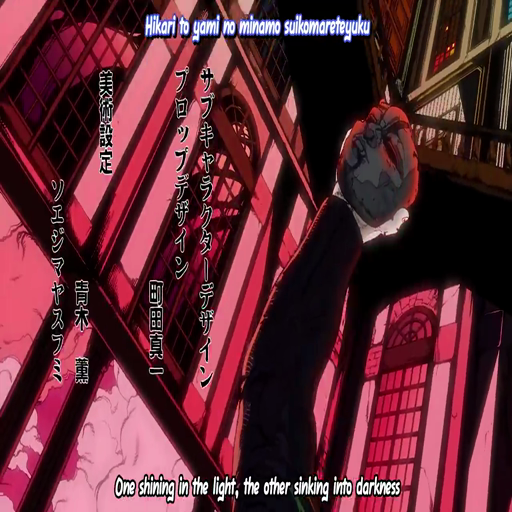 Hikari to yami no minamo suikomareteyuku
サブキャラクターデザイン
プロップデザイン
町田真一
美術設定
青木 薫
ソエジマヤスフミ
One shining in the light, the other sinking into darkness